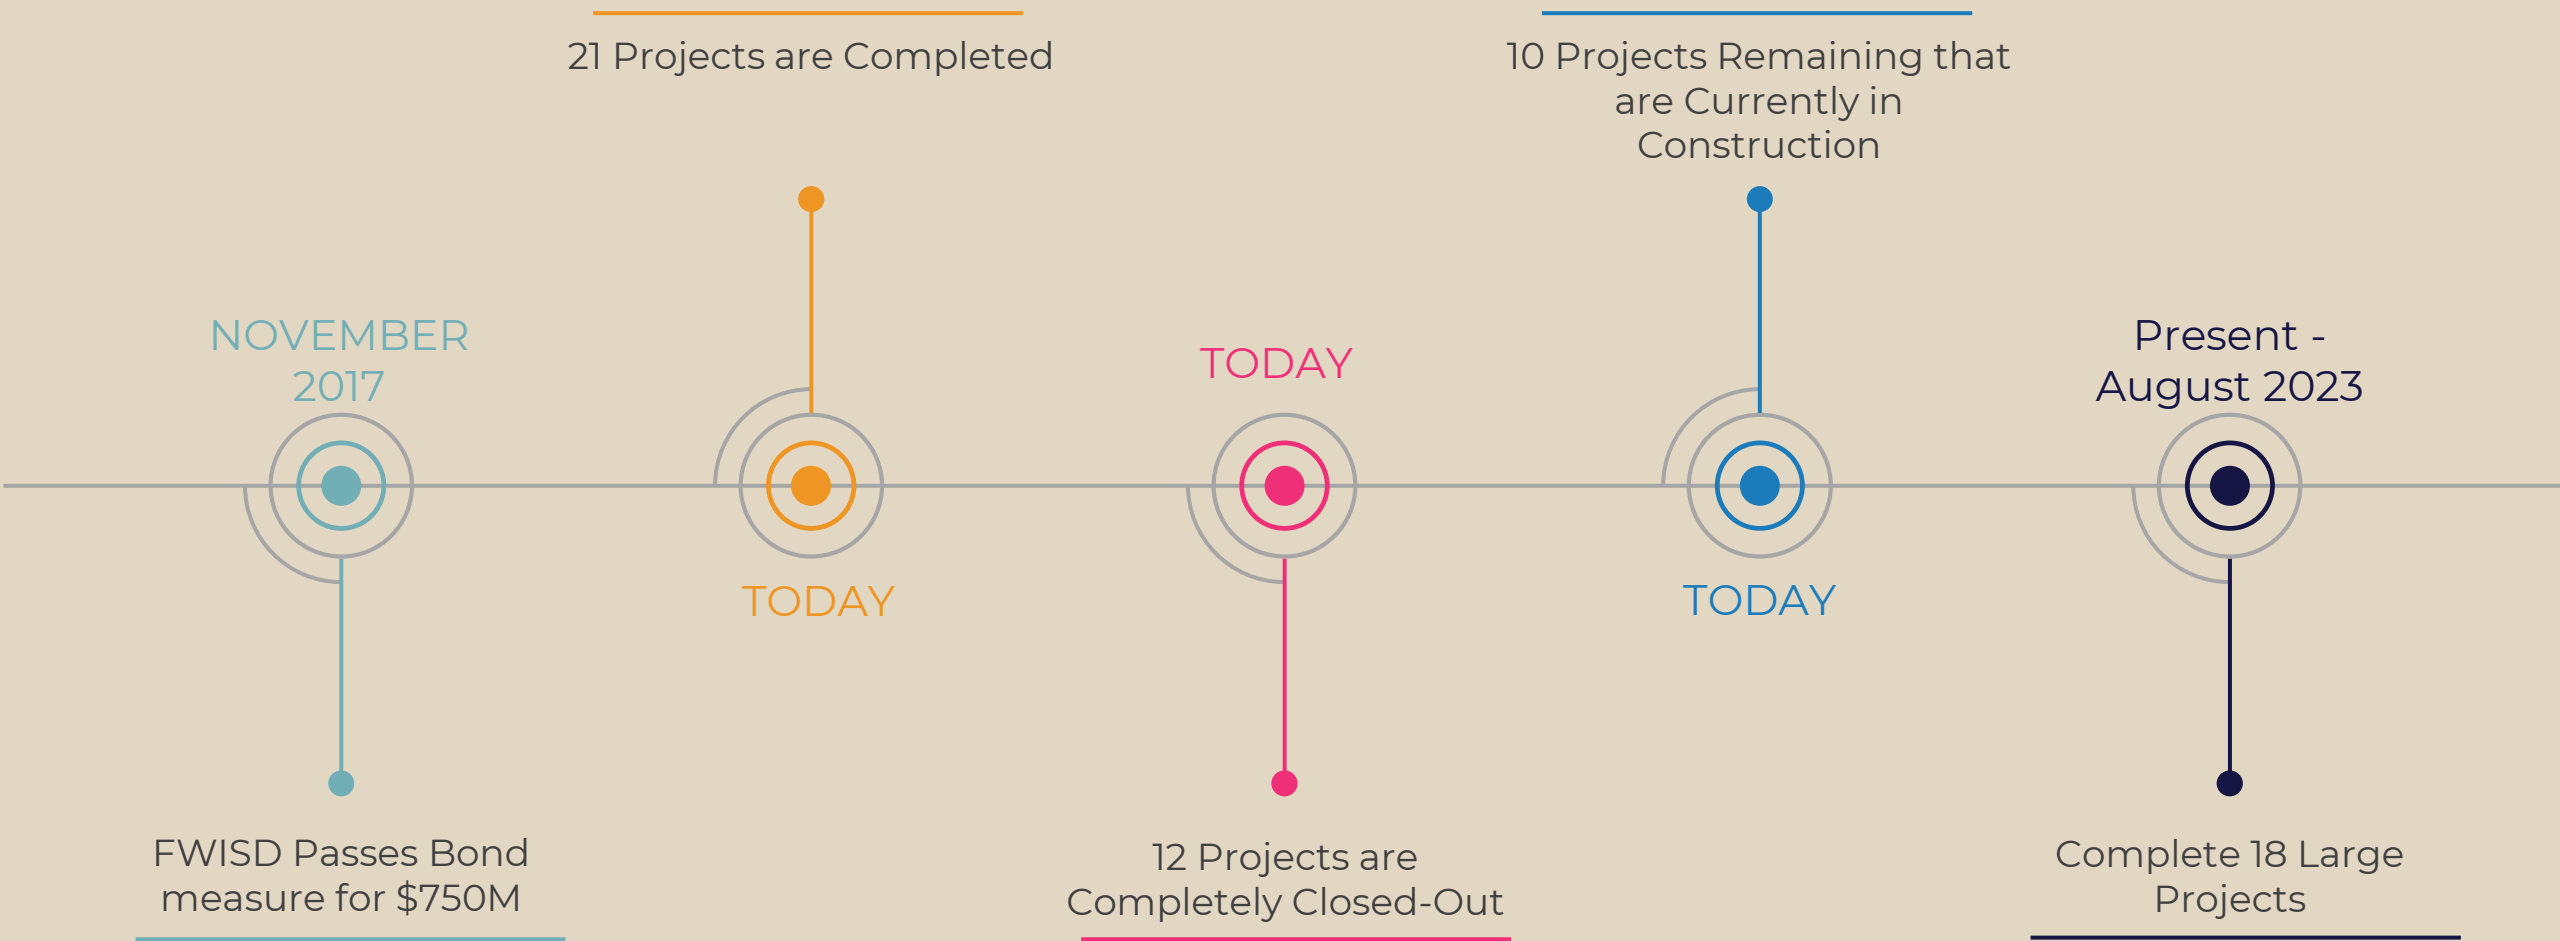 21 Projects are Completed
10 Projects Remaining that
are Currently in
Construction
NOVEMBER
2017
TODAY
Present -
August 2023
TODAY
TODAY
FWISD Passes Bond
measure for $750M
12 Projects are
Completely Closed-Out
Complete 18 Large
Projects